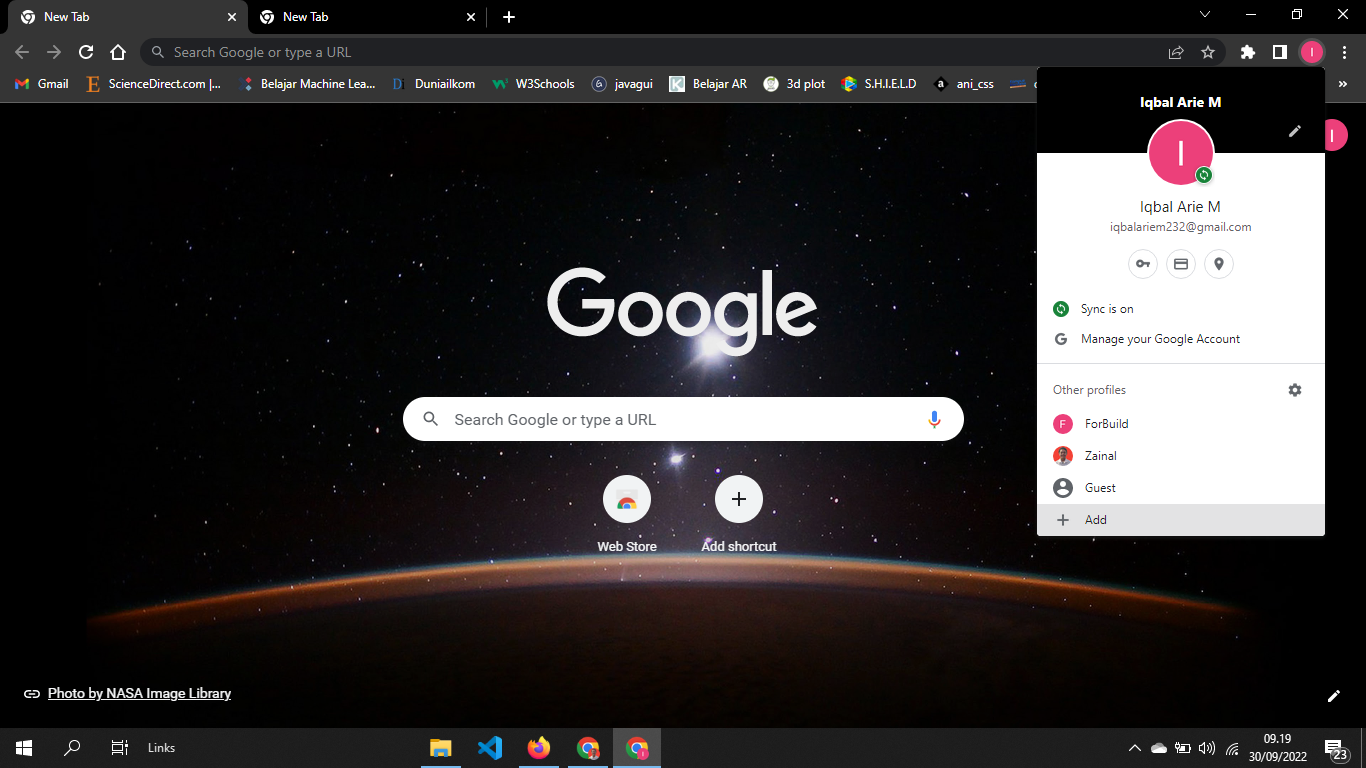 New Tab
New Tab
Search Google or type a URL
Gmail
ScienceDirect.com |...
Belajar Machine Lea...
Duniailkom
W3Schools
javagui
Belajar AR
3d plot
S.H.I.E.L.D
ani_css
»
Iqbal Arie M
I
Iqbal Arie M
iqbalariem232@gmail.com
Sync is on
Manage your Google Account
Other profiles
F ForBuild
Zainal
Guest
Add
Google
Search Google or type a URL
Web Store
Add shortcut
Photo by NASA Image Library
Links
09.19
30/09/2022
23